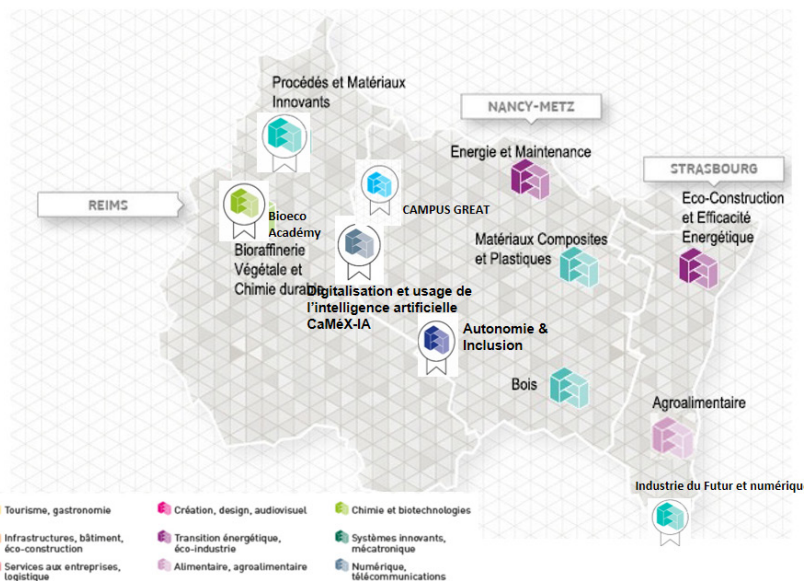 Procédés et Matériaux
Innovants
NANCY-METZ
Energie et Maintenance
STRASBOURG
Eco-Construction
et Efficacité
Energétique
REIMS
Bioeco
Académy
CAMPUS GREAT
Bioraffinerie
Végétale et
Chimie durable
Matériaux Composites
et Plastiques
Digitalisation et usage de
l'intelligence artificielle
CaMéX-IA
Autonomie &
Inclusion
Bois
Agroalimentaire
Industrie du Futur et numériqu
Tourisme, gastronomie
Création, design, audiovisuel
Chimie et biotechnologies
Infrastructures, bâtiment,
éco-construction
Transition énergétique,
éco-industrie
Systèmes innovants,
mécatronique
Services aux entreprises,
logistique
Alimentaire, agroalimentaire
Numérique,
télécommunications